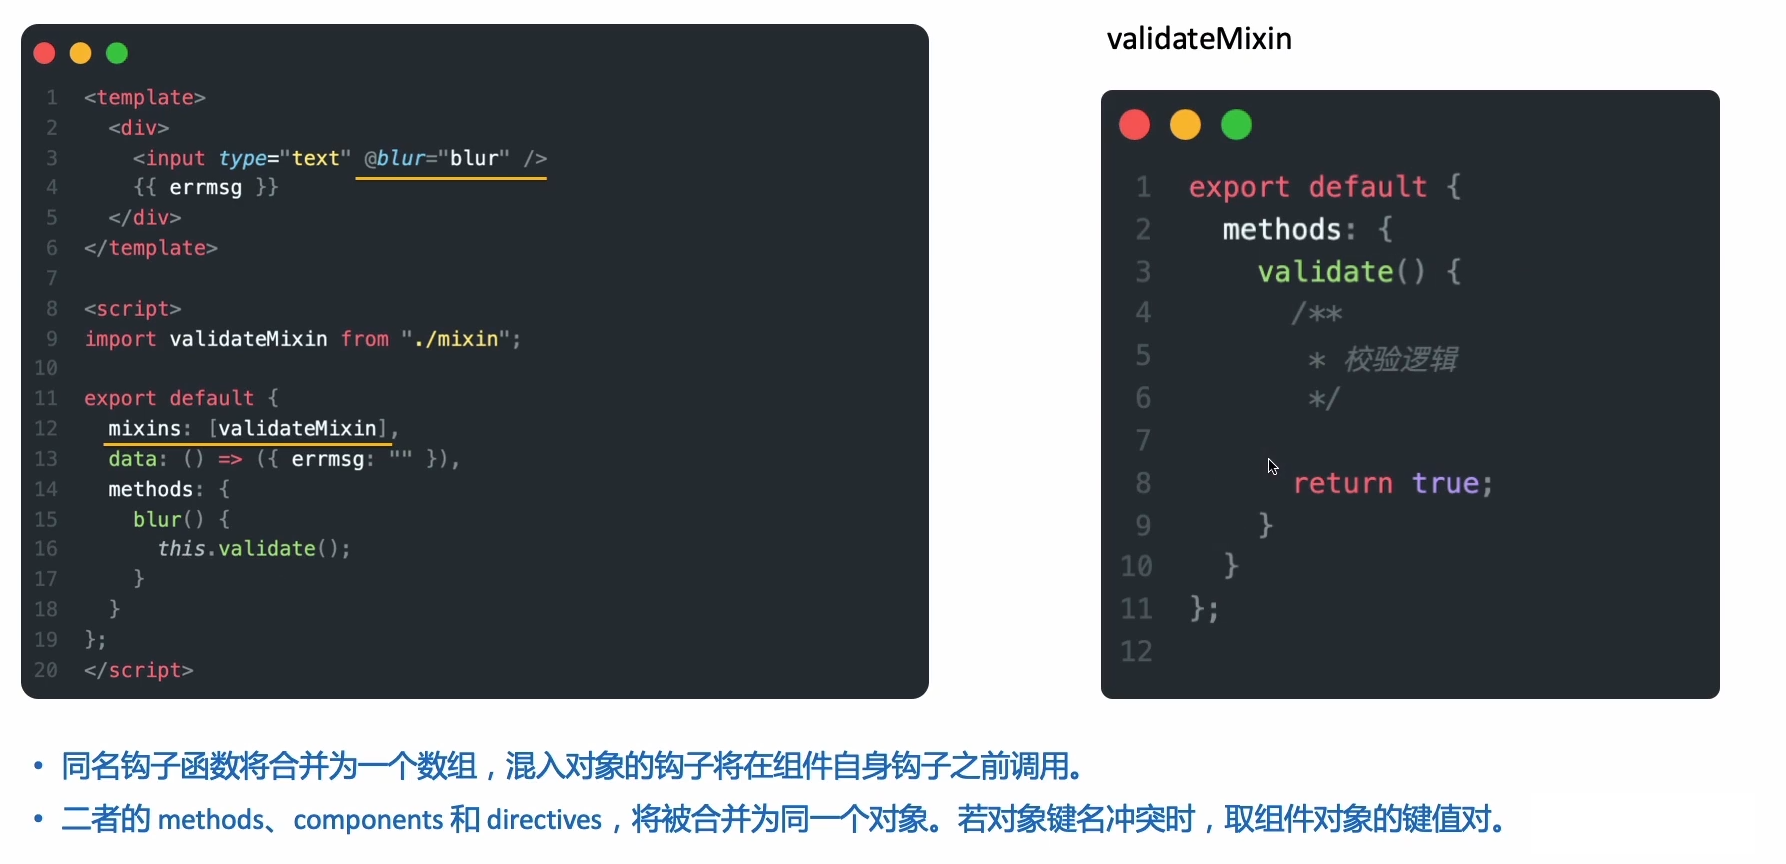 1 <template>
2   <div>
3     <input type="text" @blur="blur" />
4     {{ errmsg }}
5   </div>
6 </template>
7
8 <script>
9 import validateMixin from "./mixin";
10
11 export default {
12   mixins: [validateMixin],
13   data: () => ({ errmsg: "" }),
14   methods: {
15     blur() {
16       this.validate();
17     }
18   }
19 };
20 </script>
validateMixin
1 export default {
2   methods: {
3     validate() {
4       /**
5        * 校验逻辑
6        */
7
8       return true;
9     }
10   }
11 };
12
• 同名钩子函数将合并为一个数组，混入对象的钩子将在组件自身钩子之前调用。
• 二者的 methods、components 和 directives，将被合并为同一个对象。若对象键名冲突时，取组件对象的键值对。